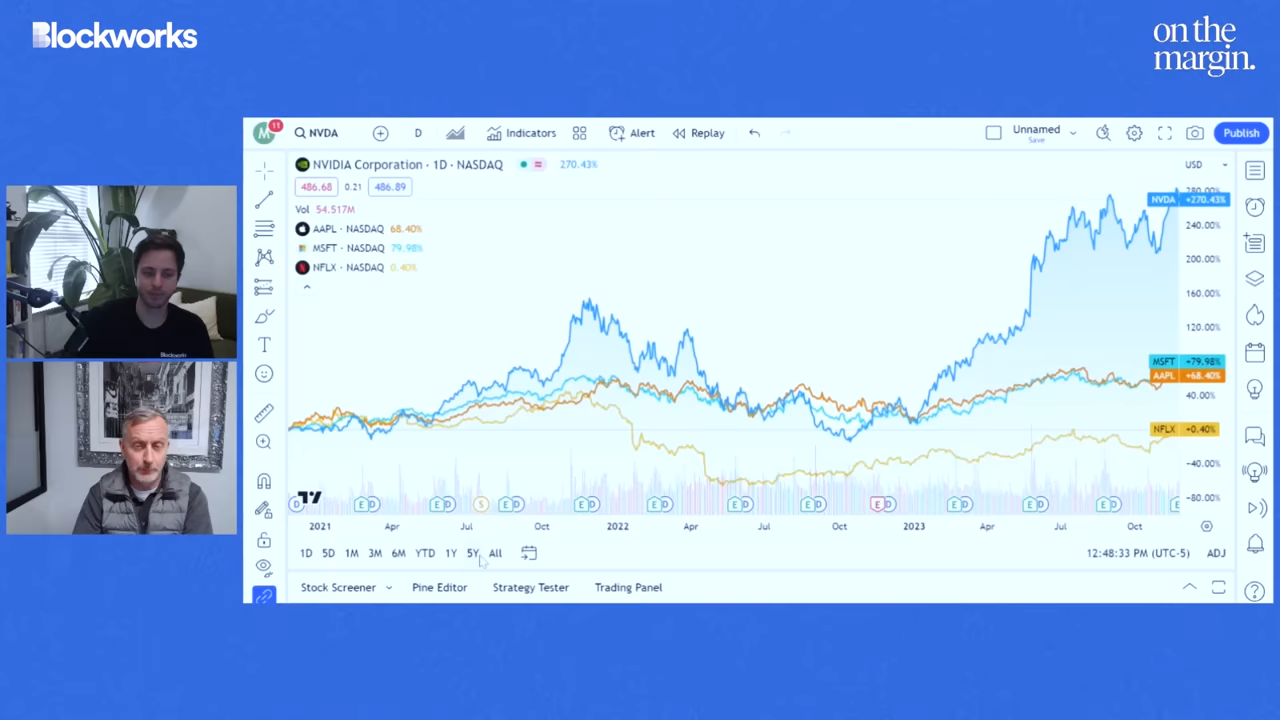 Blockworks
on the
margin.
M
11
NVDA
D
Indicators
Alert
Replay
Unnamed
Save
Publish
NVIDIA Corporation · 1D · NASDAQ
270.43%
USD
486.68
0.21
486.89
Vol 54.517M
AAPL · NASDAQ 68.40%
MSFT · NASDAQ 79.98%
NFLX · NASDAQ 0.40%
280.00%
NVDA +270.43%
240.00%
200.00%
160.00%
120.00%
MSFT +79.98%
AAPL +68.40%
40.00%
NFLX +0.40%
-40.00%
-80.00%
Blockworks
D E D E D S E D E D E D E D E D E D E D E D E D E
2021 Apr Jul Oct 2022 Apr Jul Oct 2023 Apr Jul Oct
1D 5D 1M 3M 6M YTD 1Y 5Y All
12:48:33 PM (UTC-5) ADJ
Stock Screener Pine Editor Strategy Tester Trading Panel